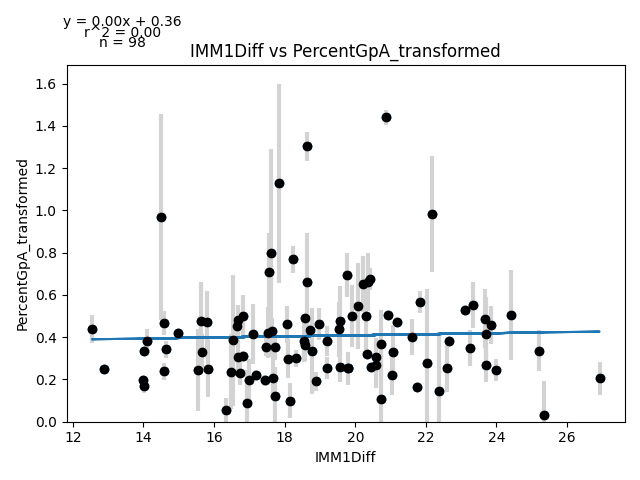 y = 0.00x + 0.36
r^2 = 0.00
n = 98
IMM1Diff vs PercentGpA_transformed
PercentGpA_transformed
1.6
1.4
1.2
1.0
0.8
0.6
0.4
0.2
0.0
12 14 16 18 20 22 24 26
IMM1Diff